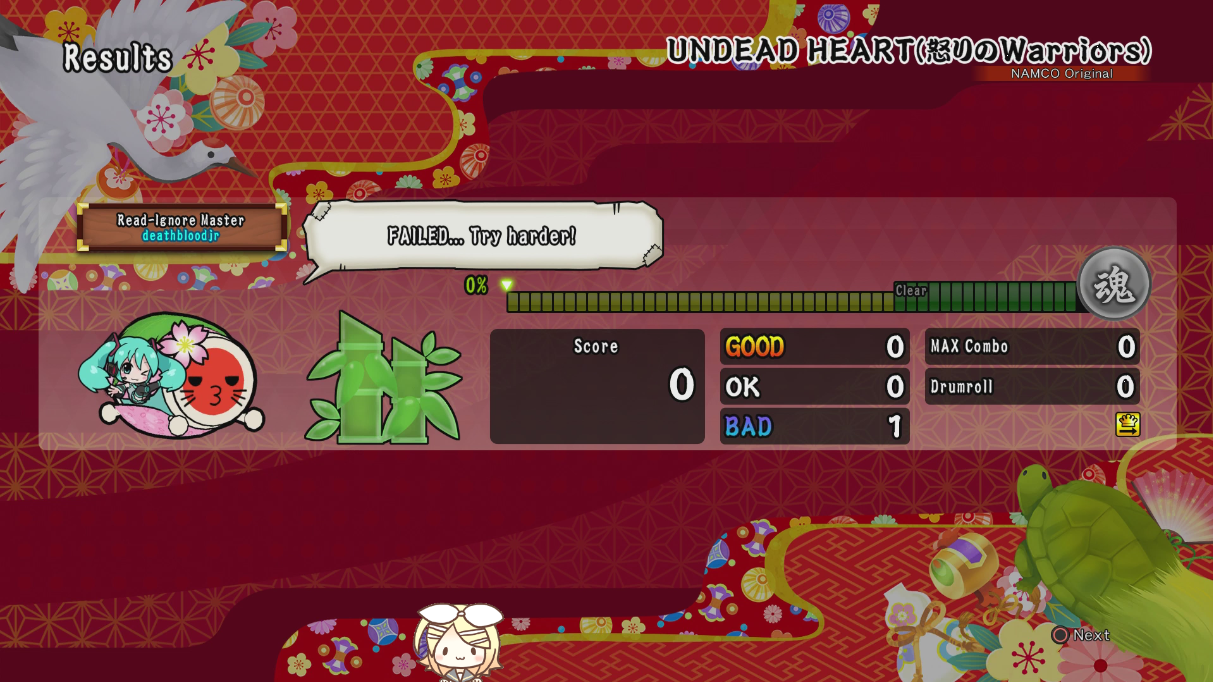 Results
UNDEAD HEART(怒りのWarriors)
NAMCO Original
Read-Ignore Master
deathbloodjr
FAILED... Try harder!
0%
Clear
魂
Score
0
GOOD 0
OK 0
BAD 1
MAX Combo 0
Drumroll 0
Next